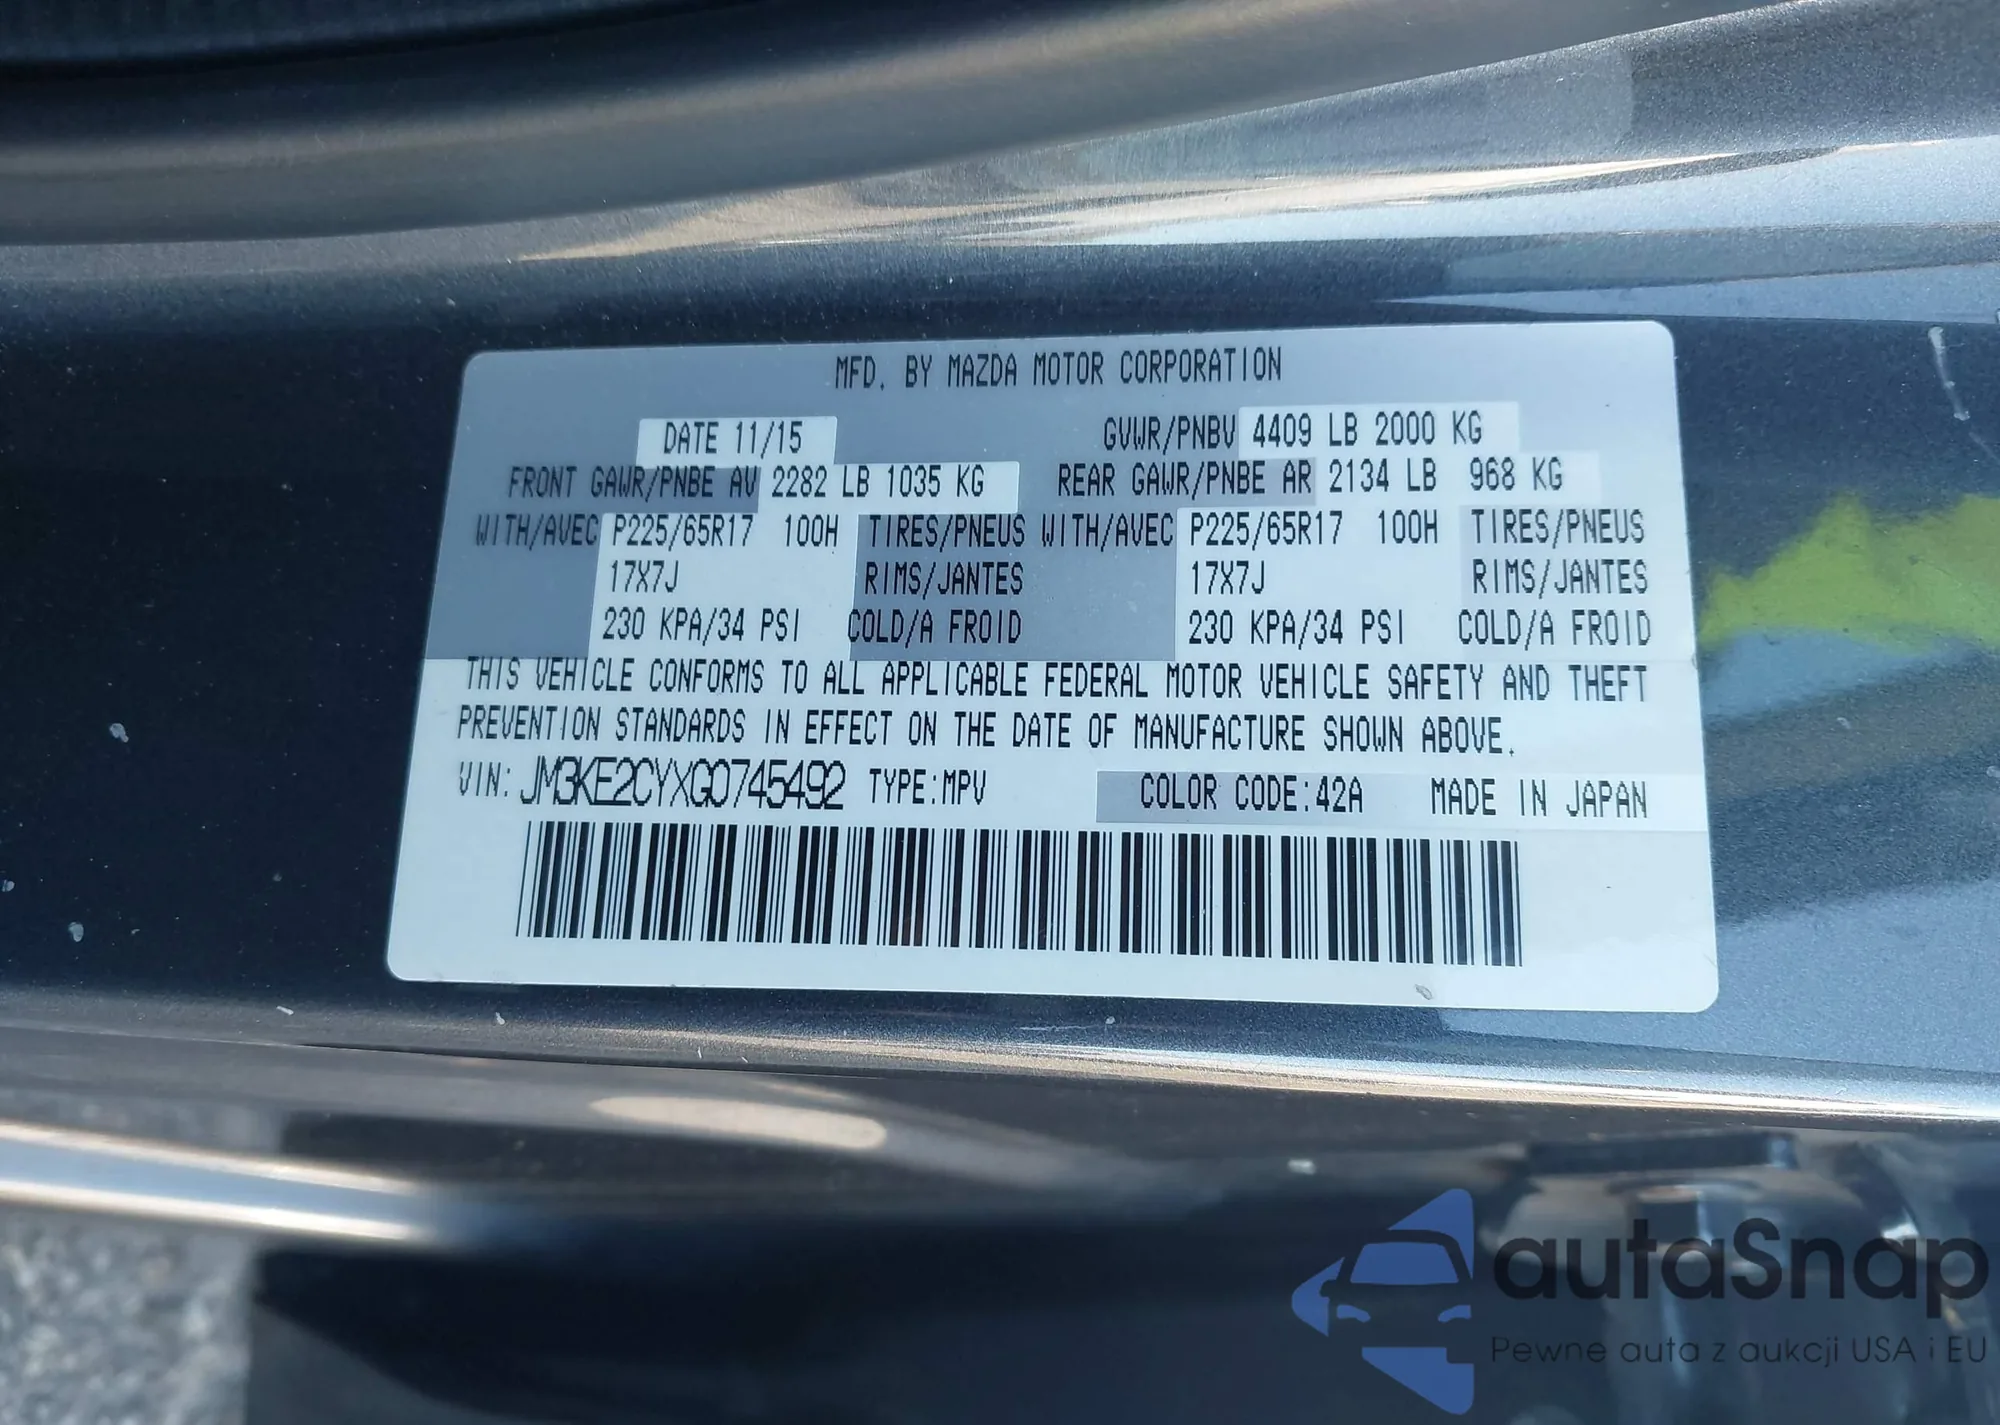 MFD. BY MAZDA MOTOR CORPORATION
DATE 11/15 GVWR/PNBV 4409 LB 2000 KG
FRONT GAWR/PNBE AV 2282 LB 1035 KG REAR GAWR/PNBE AR 2134 LB 968 KG
WITH/AVEC P225/65R17 100H TIRES/PNEUS WITH/AVEC P225/65R17 100H TIRES/PNEUS
17X7J RIMS/JANTES 17X7J RIMS/JANTES
230 KPA/34 PSI COLD/A FROID 230 KPA/34 PSI COLD/A FROID
THIS VEHICLE CONFORMS TO ALL APPLICABLE FEDERAL MOTOR VEHICLE SAFETY AND THEFT
PREVENTION STANDARDS IN EFFECT ON THE DATE OF MANUFACTURE SHOWN ABOVE.
VIN: JM3KE2CYXG0745492 TYPE:MPV COLOR CODE:42A MADE IN JAPAN
autaSnap
Pewne auta z aukcji USA i EU